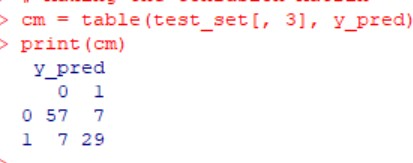 > cm = table(test_set[, 3], y_pred)
> print(cm)
y_pred
0 1
0 57 7
1 7 29